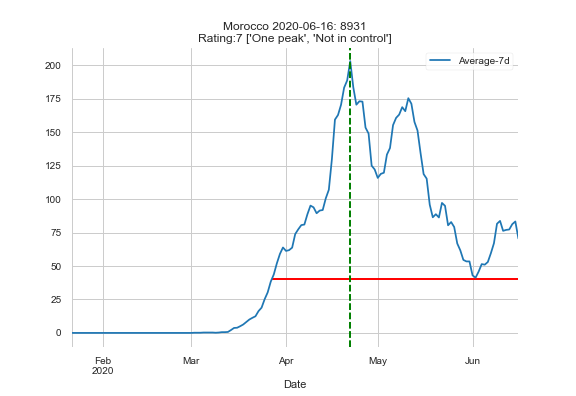 Morocco 2020-06-16: 8931
Rating:7 ['One peak', 'Not in control']
Average-7d
200
175
150
125
100
75
50
25
0
Feb
2020
Mar
Apr
May
Jun
Date